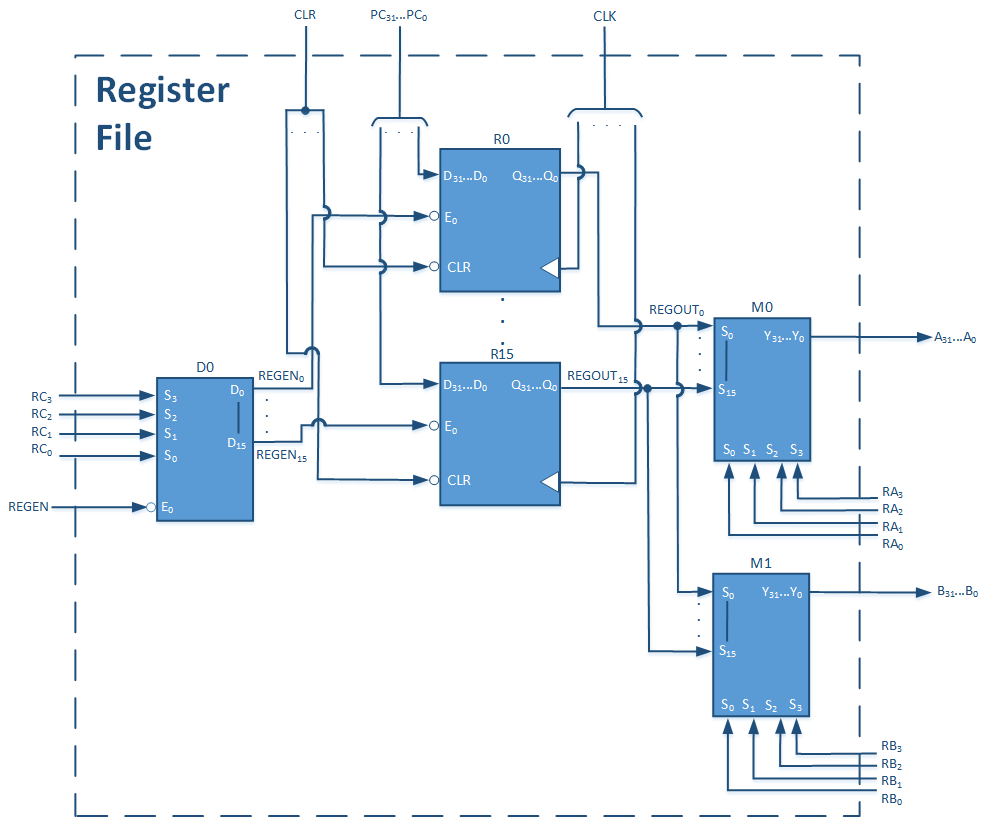 CLR
PC31...PC0
CLK
Register
File
R0
D31...D0
Q31...Q0
E0
CLR
R15
D31...D0
Q31...Q0
E0
CLR
D0
RC3
RC2
RC1
RC0
REGEN
S3
S2
S1
S0
E0
D0
D15
REGEN0
REGEN15
REGOUT0
REGOUT15
M0
S0
S15
Y31...Y0
S0 S1 S2 S3
A31...A0
RA3
RA2
RA1
RA0
M1
S0
S15
Y31...Y0
S0 S1 S2 S3
B31...B0
RB3
RB2
RB1
RB0